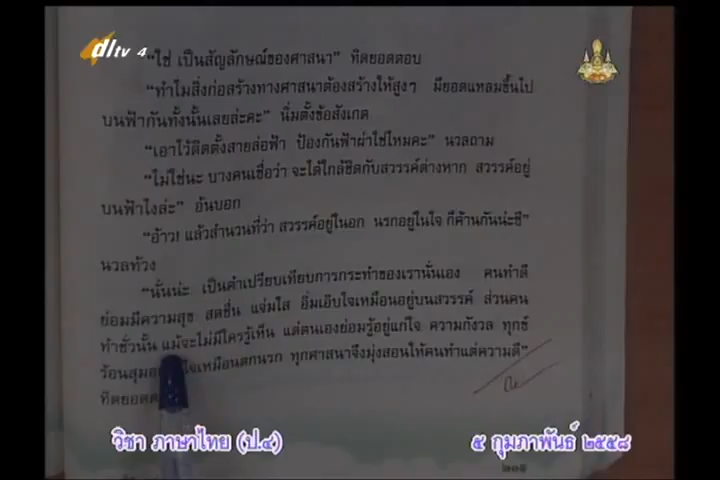 dltv 4
"ใช่ เป็นสัญลักษณ์ของศาสนา" ทิดยอดตอบ
"ทำไมสิ่งก่อสร้างทางศาสนาต้องสร้างให้สูงๆ มียอดแหลมขึ้นไป
บนฟ้ากันทั้งนั้นเลยล่ะคะ" นิ่มตั้งข้อสังเกต
"เอาไว้ติดตั้งสายล่อฟ้า ป้องกันฟ้าผ่าใช่ไหมคะ" นวลถาม
"ไม่ใช่นะ บางคนเชื่อว่า จะได้ใกล้ชิดกับสวรรค์ต่างหาก สวรรค์อยู่
บนฟ้าไงล่ะ" อ้นบอก
"อ้าว! แล้วสำนวนที่ว่า สวรรค์อยู่ในอก นรกอยู่ในใจ ก็ค้านกันน่ะซี"
นวลท้วง
"นั่นน่ะ เป็นคำเปรียบเทียบการกระทำของเรานั่นเอง คนทำดี
ย่อมมีความสุข สดชื่น แจ่มใส อิ่มเอิบใจเหมือนอยู่บนสวรรค์ ส่วนคน
ทำชั่วนั้น แม้จะไม่มีใครรู้เห็น แต่ตนเองย่อมรู้อยู่แก่ใจ ความกังวล ทุกข์
ร้อนสุม ใจเหมือนตกนรก ทุกศาสนาจึงมุ่งสอนให้คนทำแต่ความดี"
ทิดยอด
วิชา ภาษาไทย (ป.๔)
๕ กุมภาพันธ์ ๒๕๕๘